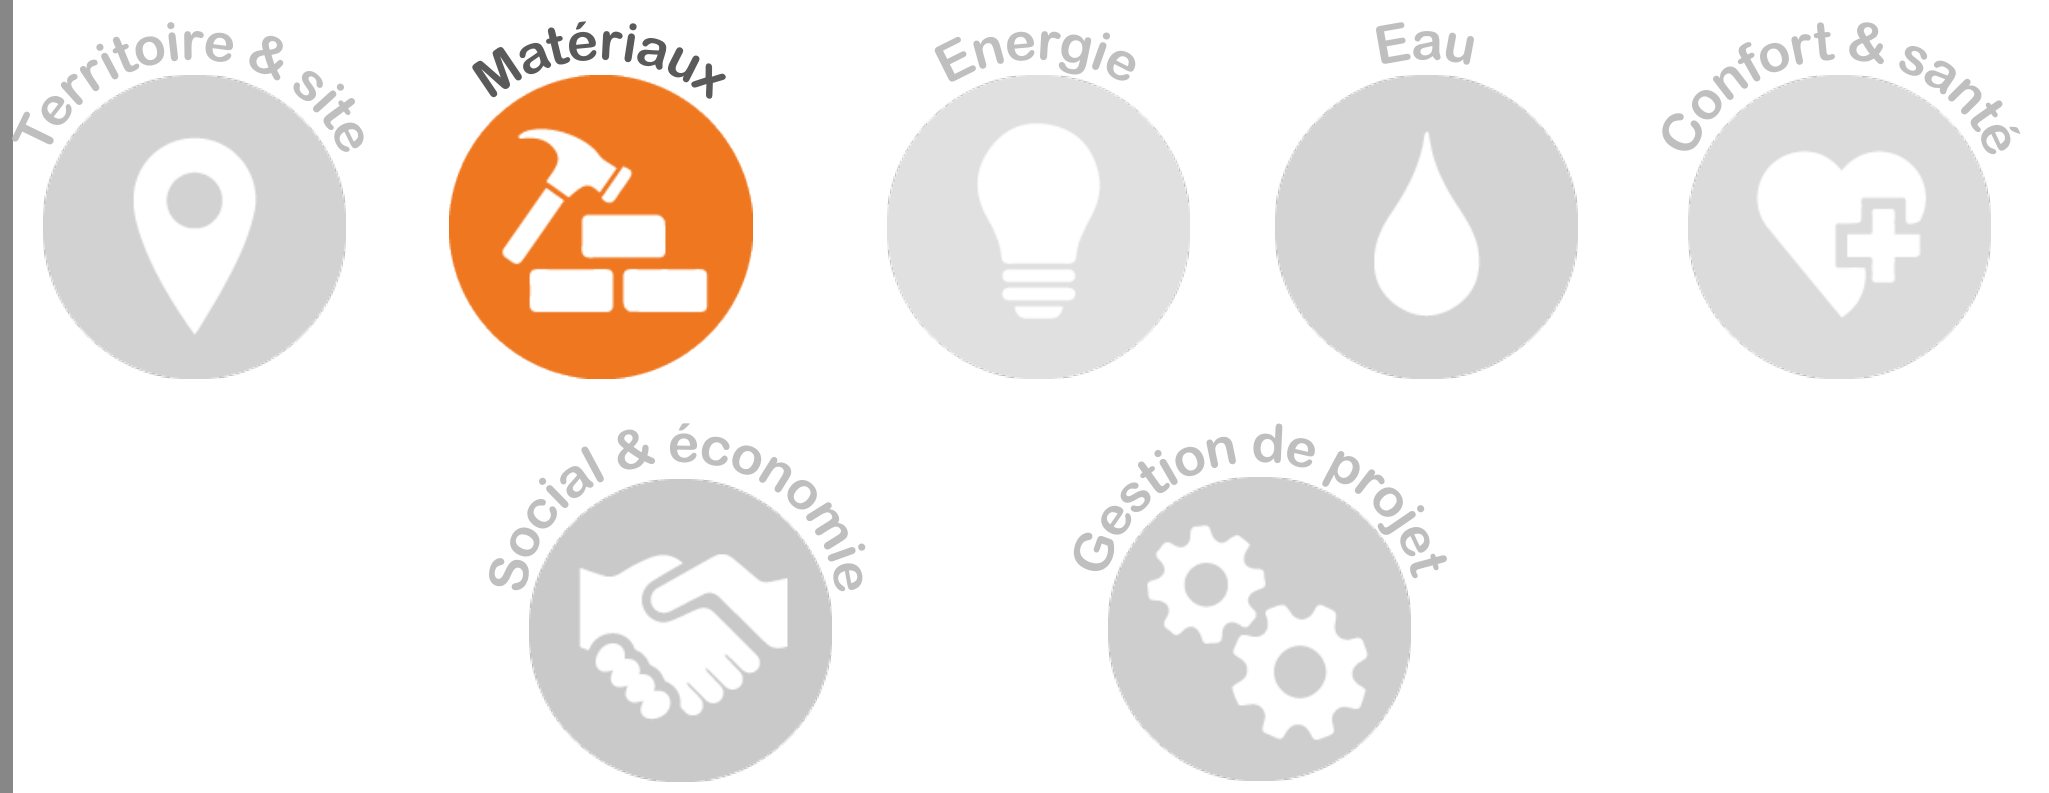 Territoire & site
Matériaux
Energie
Eau
Confort & santé
Social & économie
Gestion de projet